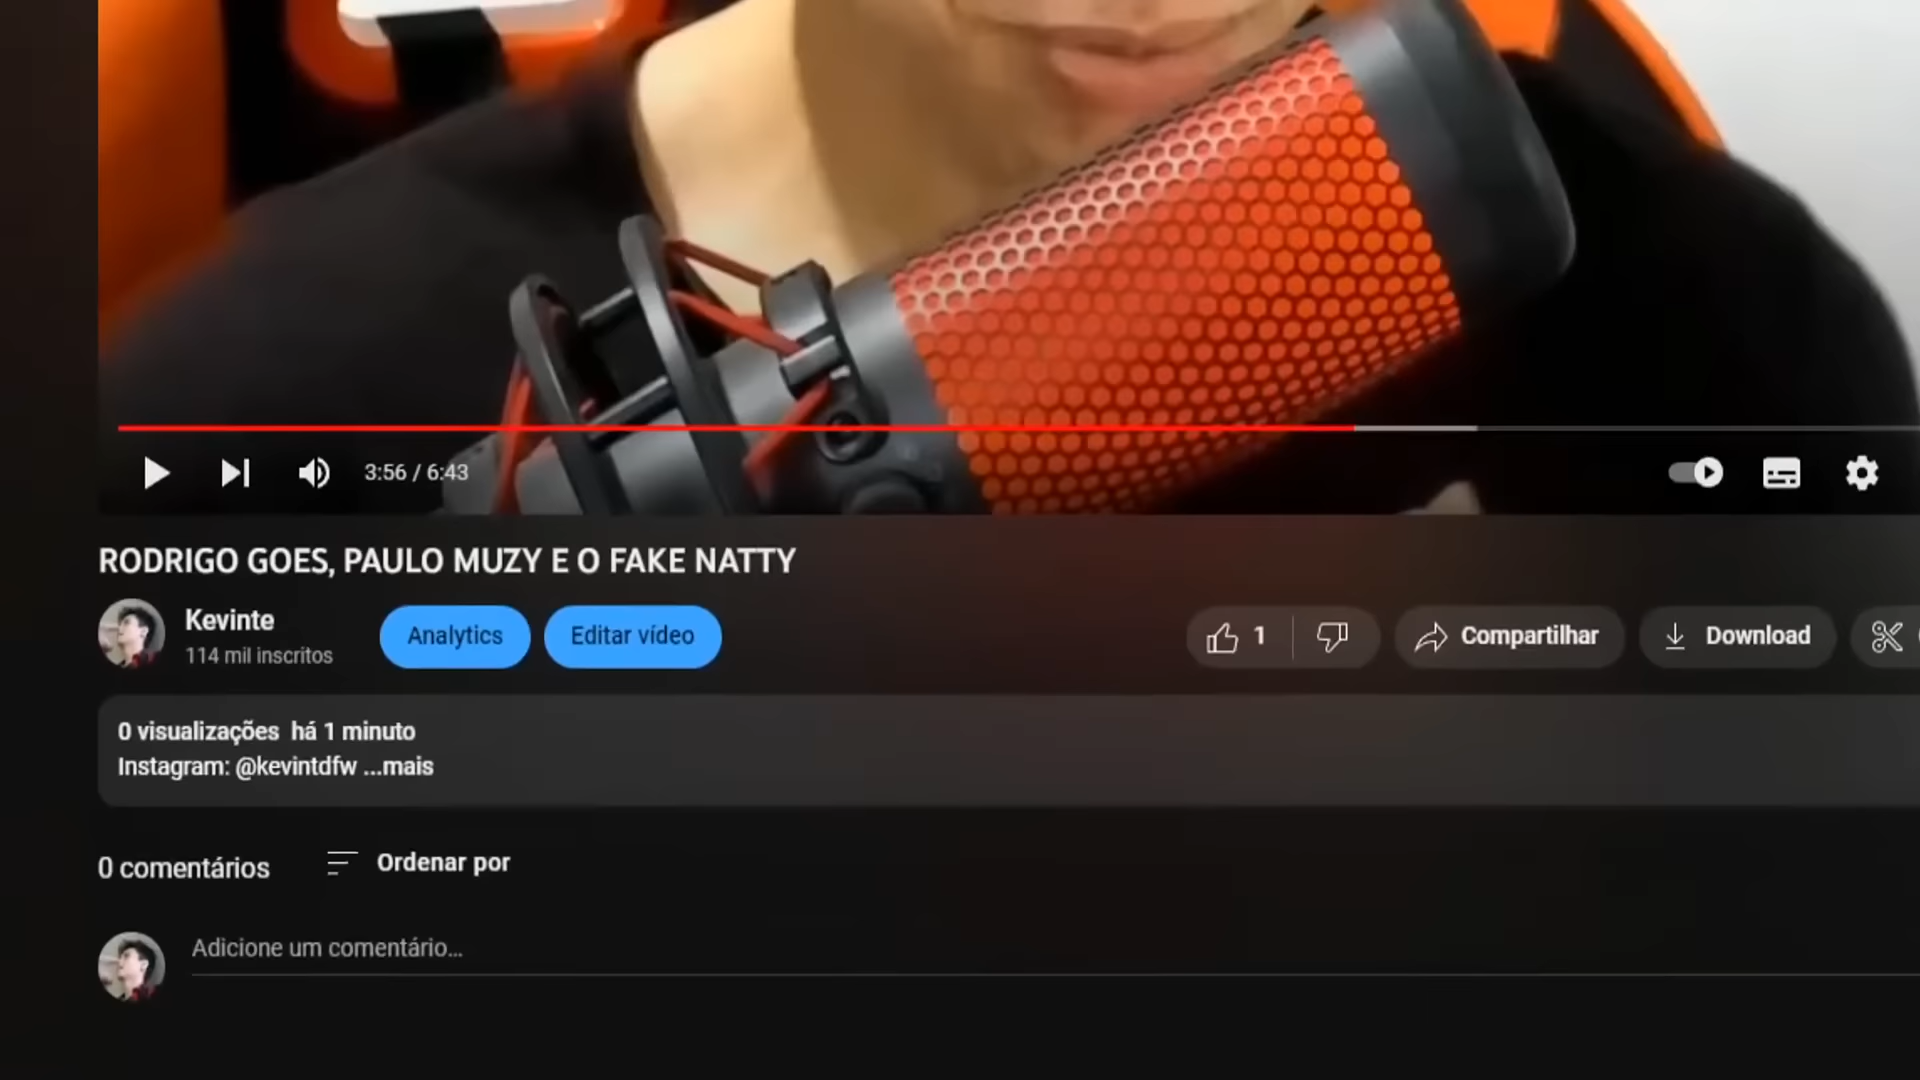 3:56 / 6:43
RODRIGO GOES, PAULO MUZY E O FAKE NATTY
Kevinte
114 mil inscritos
Analytics
Editar vídeo
1
Compartilhar
Download
0 visualizações há 1 minuto
Instagram: @kevintdfw ...mais
0 comentários
Ordenar por
Adicione um comentário...